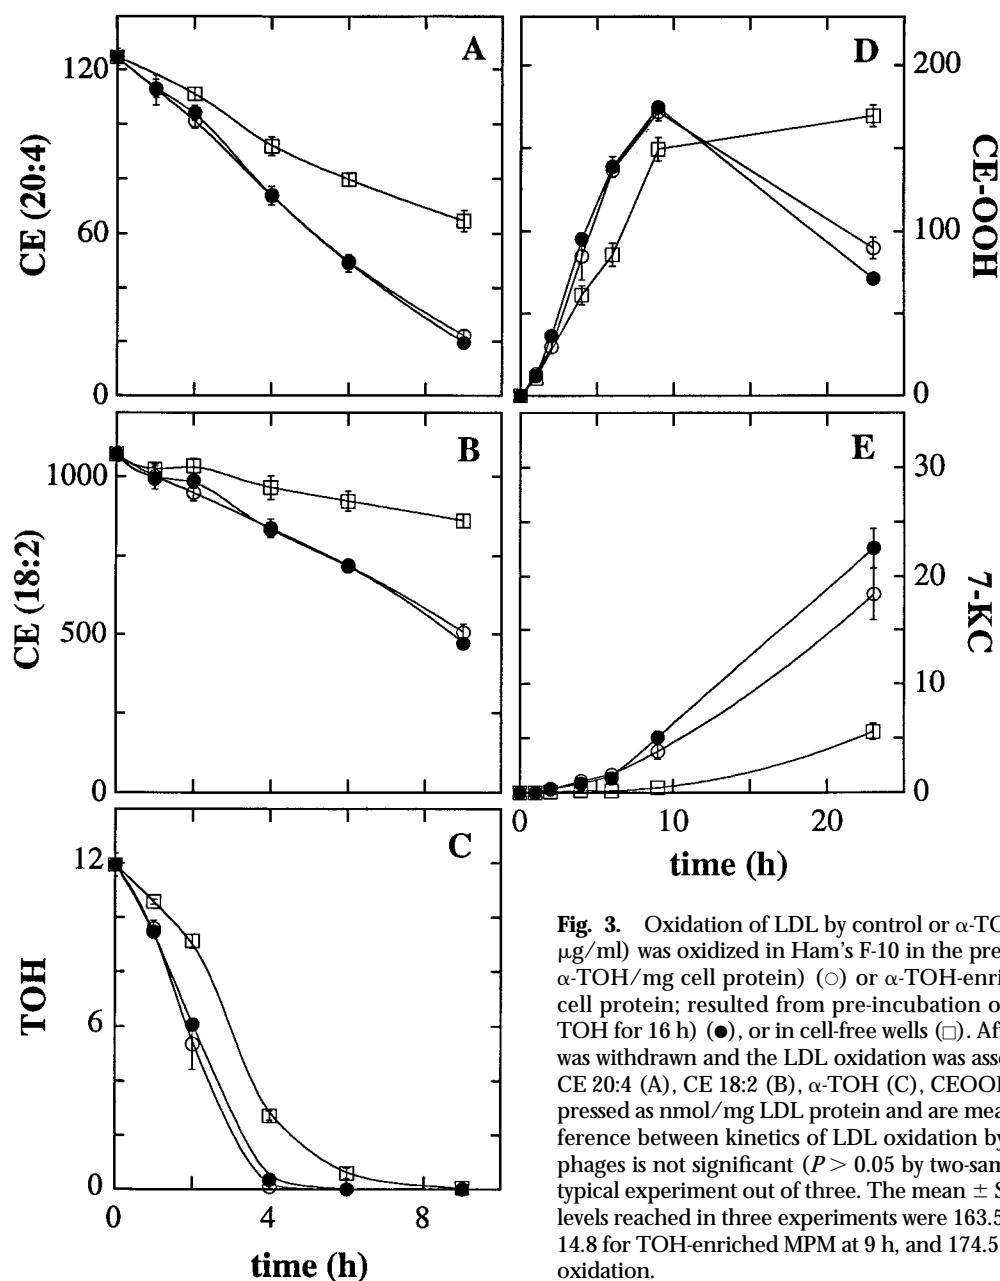 A
120
60
0
CE (20:4)
B
1000
500
0
CE (18:2)
C
12
6
0
TOH
0 4 8
time (h)
D
200
100
0
CE-OOH
E
30
20
10
0
7-KC
0 10 20
time (h)
Fig. 3. Oxidation of LDL by control or α-TO
μg/ml) was oxidized in Ham's F-10 in the pre
α-TOH/mg cell protein) (○) or α-TOH-enri
cell protein; resulted from pre-incubation o
TOH for 16 h) (●), or in cell-free wells (□). Af
was withdrawn and the LDL oxidation was asse
CE 20:4 (A), CE 18:2 (B), α-TOH (C), CEOOH
pressed as nmol/mg LDL protein and are mea
ference between kinetics of LDL oxidation by
phages is not significant (P > 0.05 by two-sam
typical experiment out of three. The mean ± S
levels reached in three experiments were 163.5
14.8 for TOH-enriched MPM at 9 h, and 174.5
oxidation.